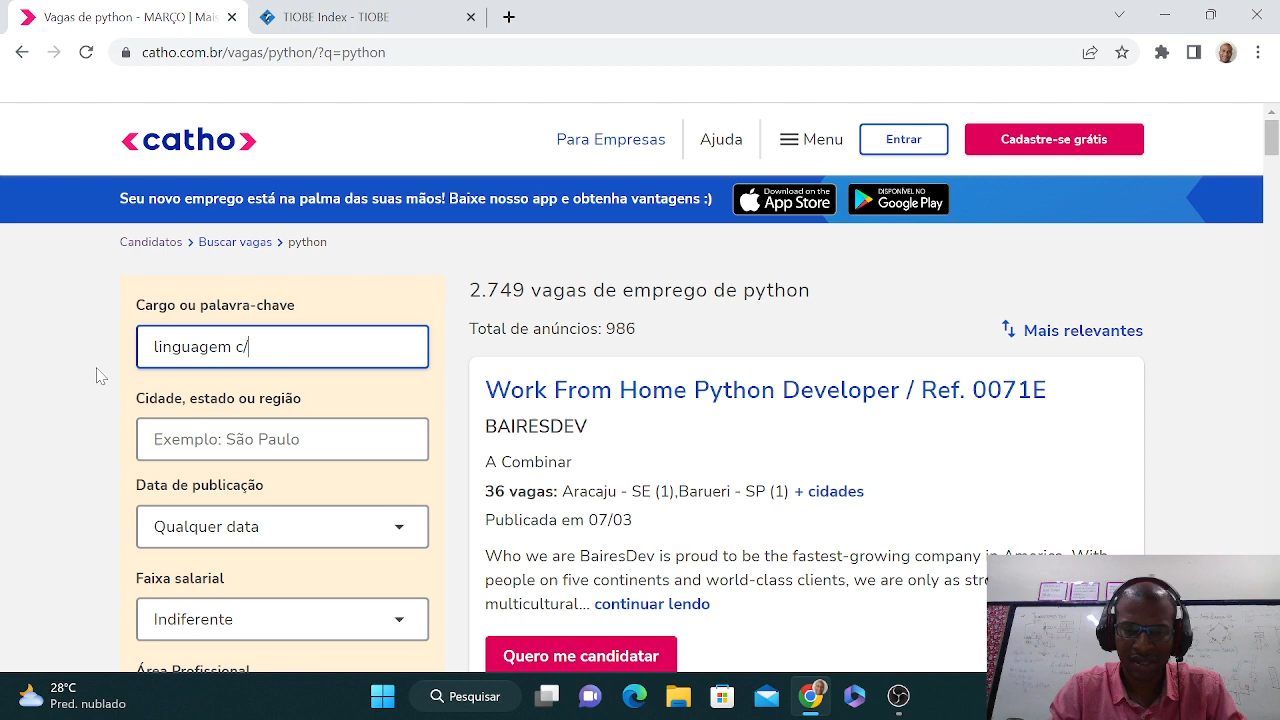 Vagas de python - MARÇO | Mais
TIOBE Index - TIOBE
catho.com.br/vagas/python/?q=python
catho
Para Empresas
Ajuda
Menu
Entrar
Cadastre-se grátis
Seu novo emprego está na palma das suas mãos! Baixe nosso app e obtenha vantagens :)
Download on the
App Store
DISPONÍVEL NO
Google Play
Candidatos > Buscar vagas > python
Cargo ou palavra-chave
linguagem c/
Cidade, estado ou região
Exemplo: São Paulo
Data de publicação
Qualquer data
Faixa salarial
Indiferente
Área Profissional
2.749 vagas de emprego de python
Total de anúncios: 986
Mais relevantes
Work From Home Python Developer / Ref. 0071E
BAIRESDEV
A Combinar
36 vagas: Aracaju - SE (1),Barueri - SP (1) + cidades
Publicada em 07/03
Who we are BairesDev is proud to be the fastest-growing company in America. With
people on five continents and world-class clients, we are only as
multicultural... continuar lendo
Quero me candidatar
28°C
Pred. nublado
Pesquisar